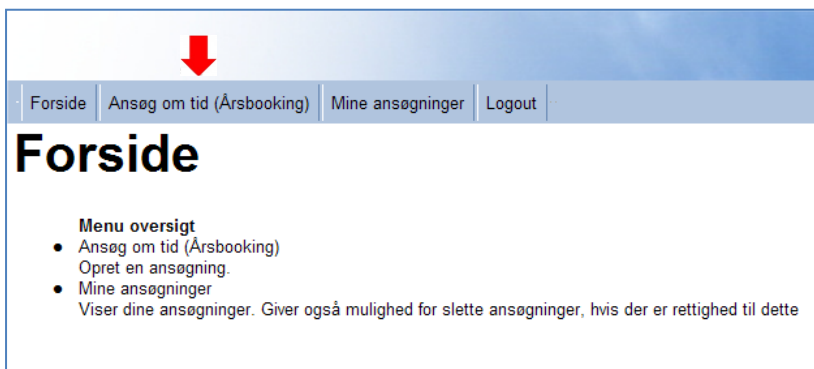 Forside Ansøg om tid (Årsbooking) Mine ansøgninger Logout
Forside
Menu oversigt
Ansøg om tid (Årsbooking)
Opret en ansøgning.
Mine ansøgninger
Viser dine ansøgninger. Giver også mulighed for slette ansøgninger, hvis der er rettighed til dette